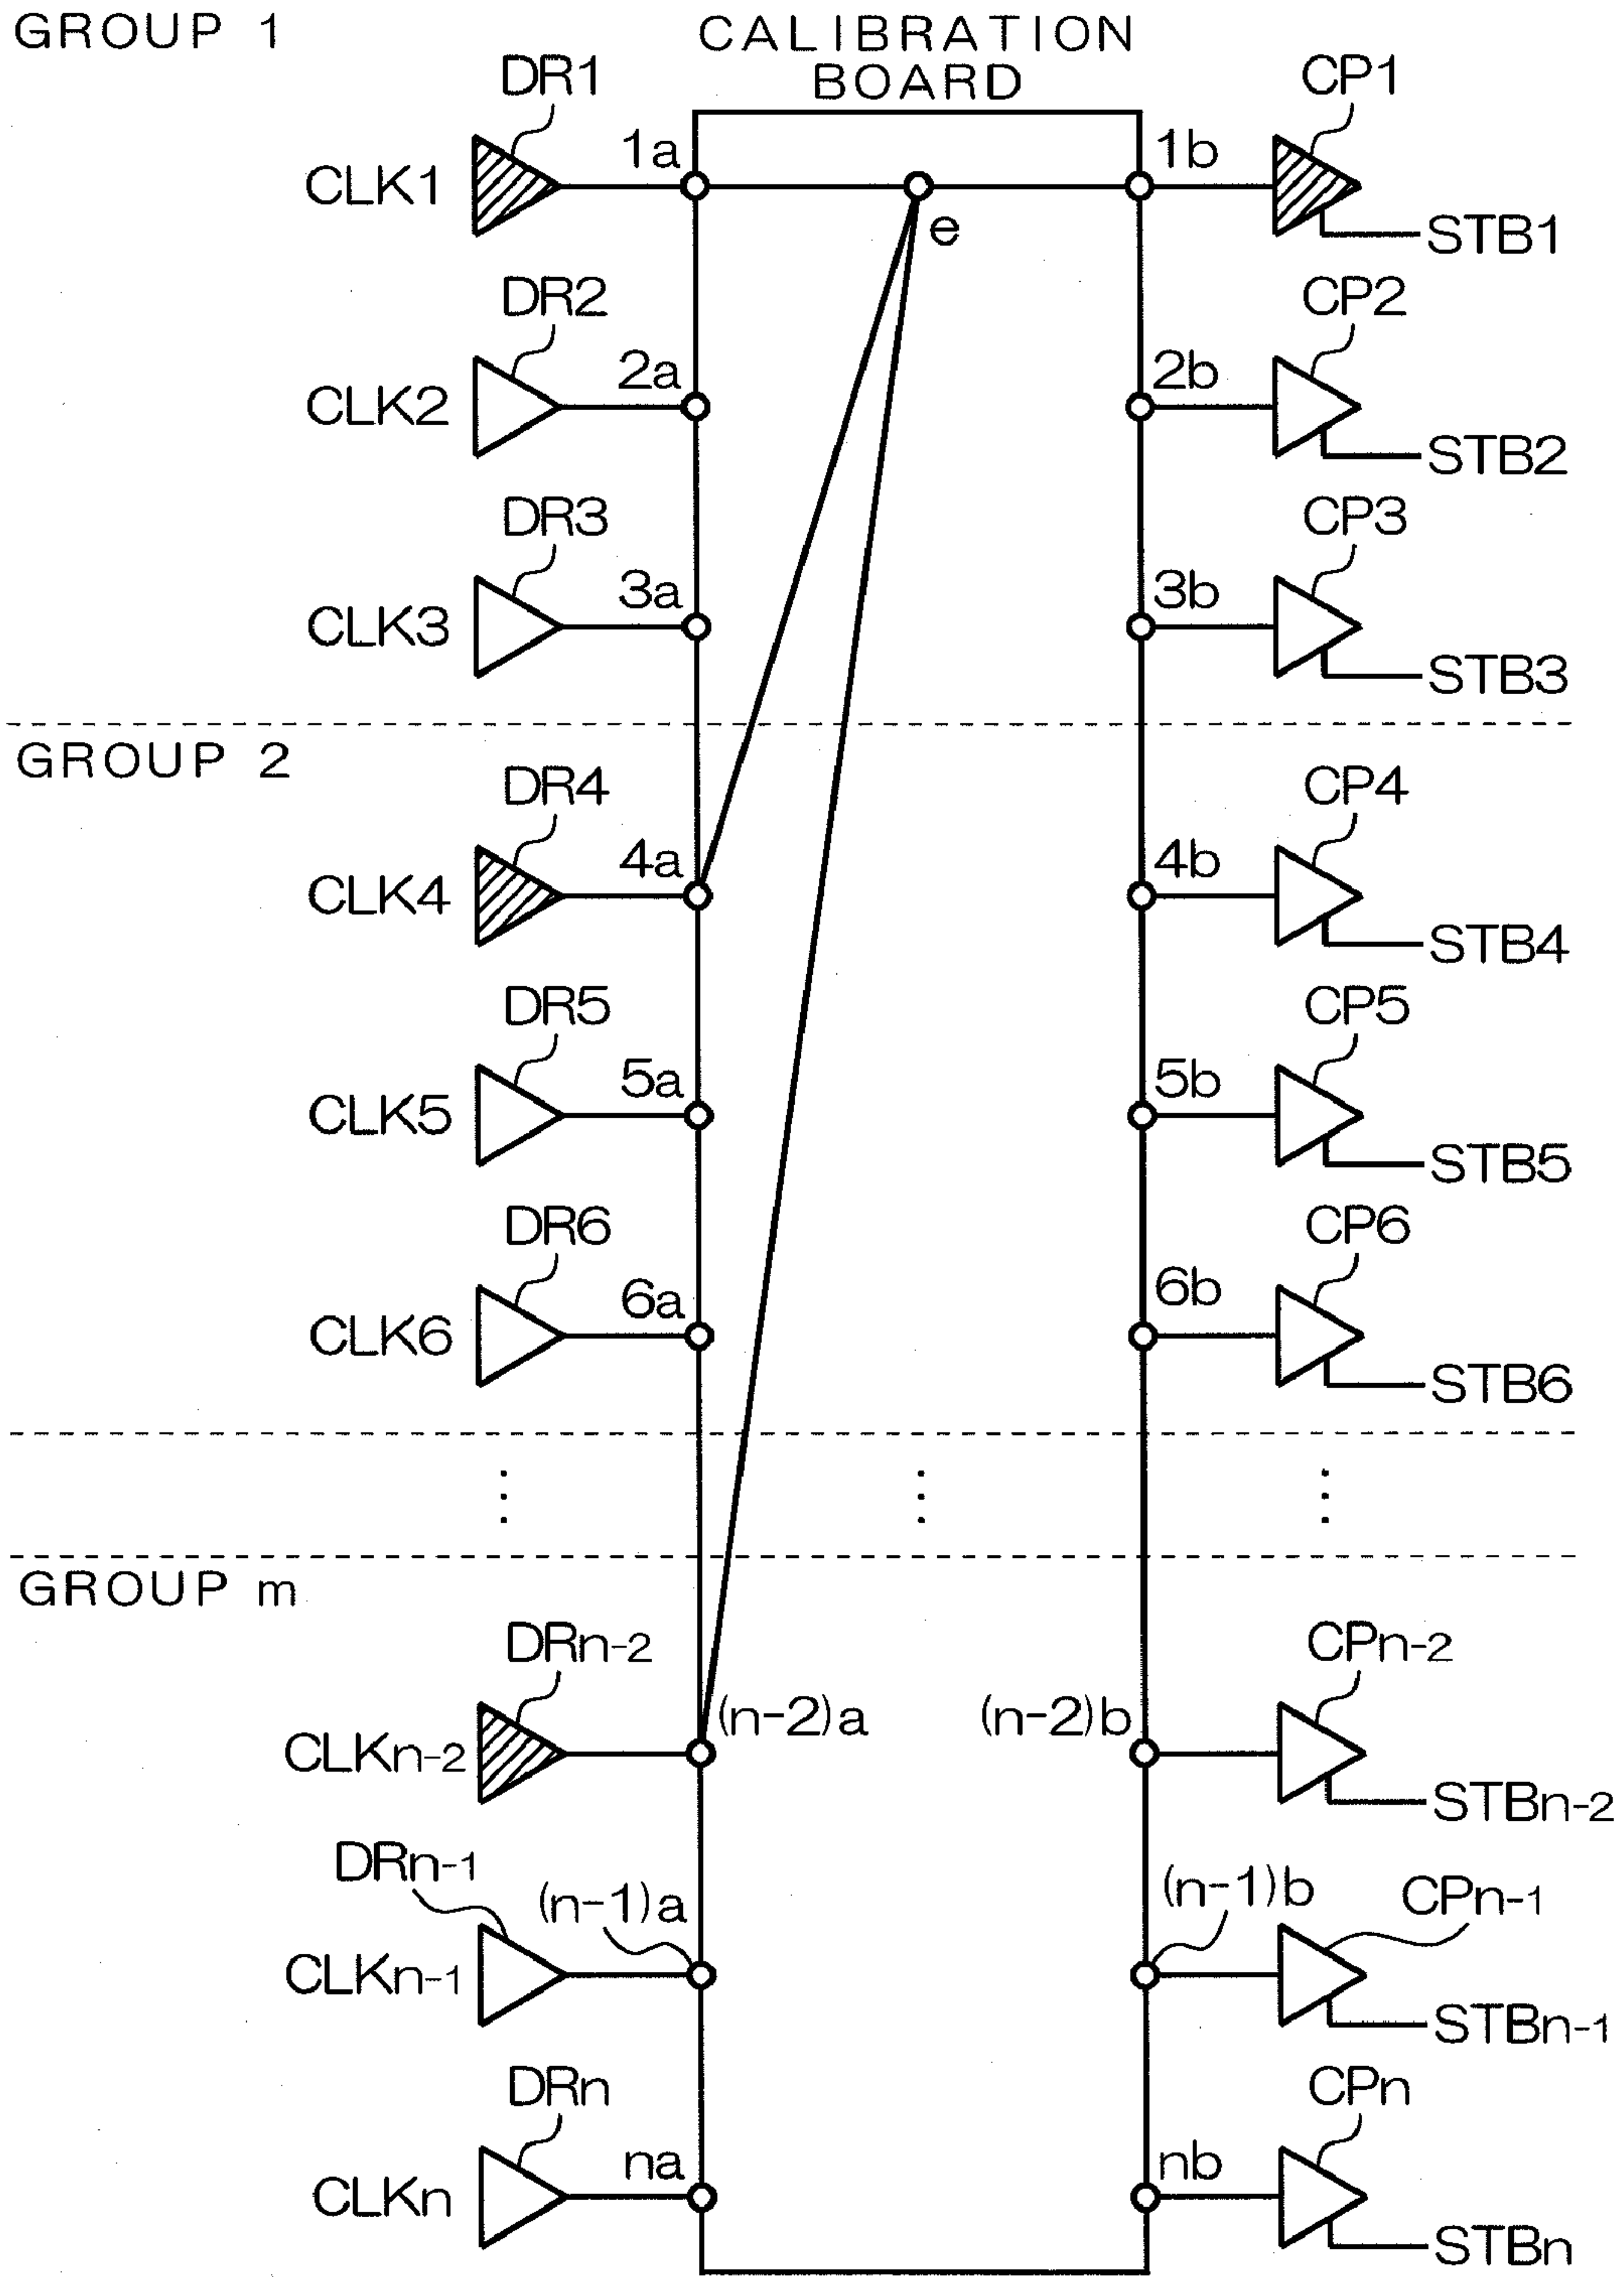 GROUP 1
CALIBRATION
BOARD
DR1
CP1
1a
1b
CLK1
e
STB1
DR2
CP2
2a
2b
CLK2
STB2
DR3
CP3
3a
3b
CLK3
STB3
GROUP 2
DR4
CP4
4a
4b
CLK4
STB4
DR5
CP5
5a
5b
CLK5
STB5
DR6
CP6
6a
6b
CLK6
STB6
GROUP m
DRn-2
CPn-2
(n-2)a
(n-2)b
CLKn-2
STBn-2
DRn-1
(n-1)a
(n-1)b
CPn-1
CLKn-1
STBn-1
DRn
CPn
na
nb
CLKn
STBn